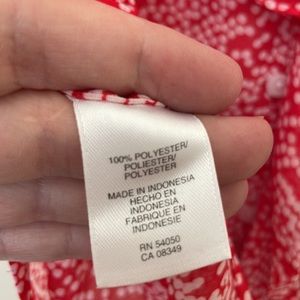 100% POLYESTER/
POLIESTER/
POLYESTER
MADE IN INDONESIA
HECHO EN
INDONESIA
FABRIQUE EN
INDONESIE
RN 54050
CA 08349